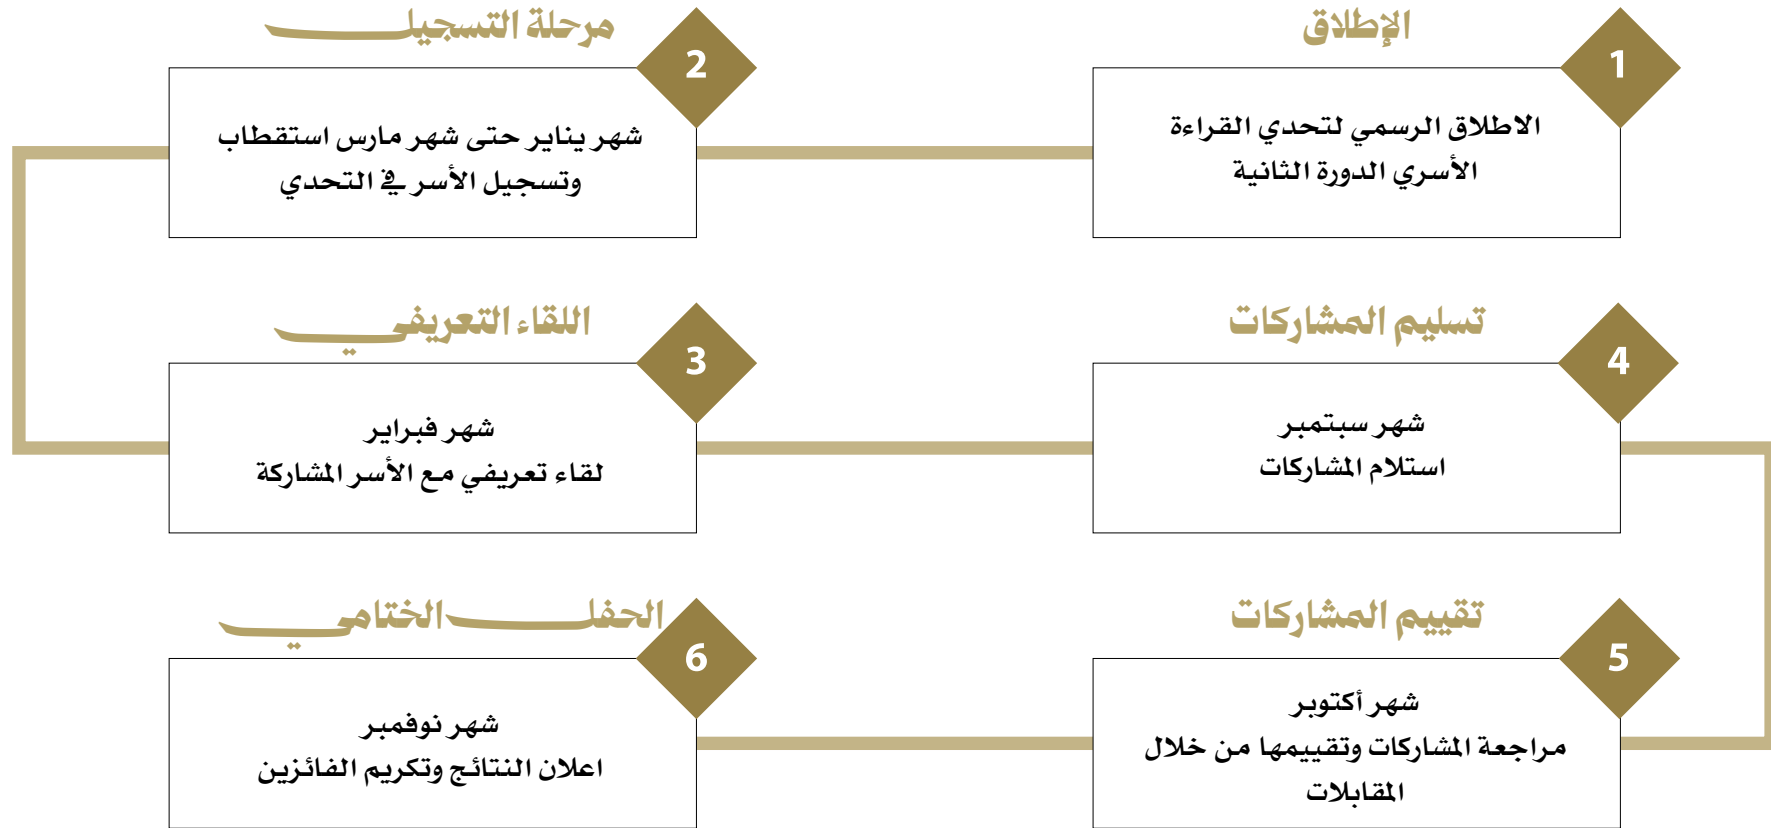 1
الإطلاق
الاطلاق الرسمي لتحدي القراءة
الأسري الدورة الثانية
2
مرحلة التسجيل
شهر يناير حتى شهر مارس استقطاب
وتسجيل الأسر في التحدي
3
اللقاء التعريفي
شهر فبراير
لقاء تعريفي مع الأسر المشاركة
4
تسليم المشاركات
شهر سبتمبر
استلام المشاركات
5
تقييم المشاركات
شهر أكتوبر
مراجعة المشاركات وتقييمها من خلال
المقابلات
6
الحفل الختامي
شهر نوفمبر
اعلان النتائج وتكريم الفائزين